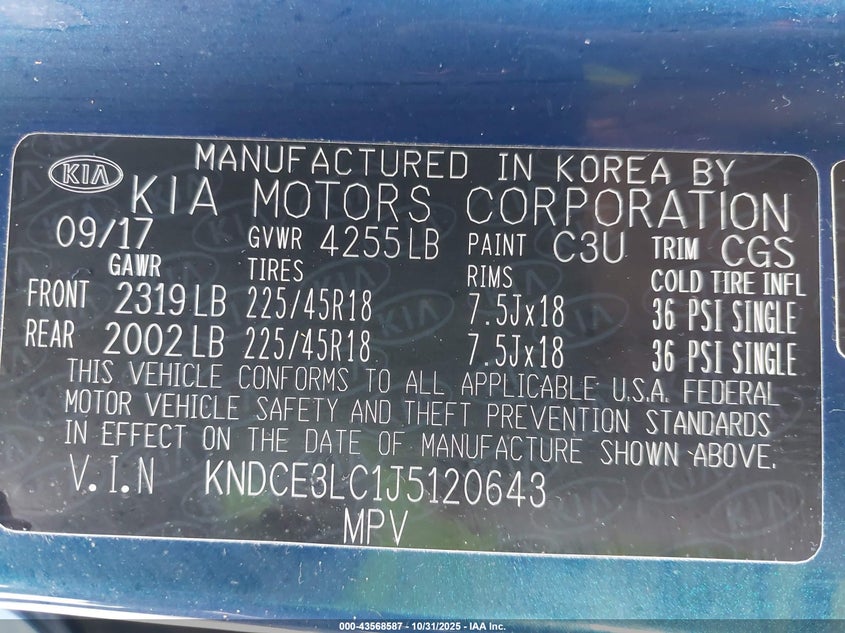 KIA
MANUFACTURED IN KOREA BY
KIA MOTORS CORPORATION
09/17 GVWR 4255LB PAINT C3U TRIM CGS
GAWR TIRES RIMS COLD TIRE INFL
FRONT 2319LB 225/45R18 7.5Jx18 36 PSI SINGLE
REAR 2002LB 225/45R18 7.5Jx18 36 PSI SINGLE
THIS VEHICLE CONFORMS TO ALL APPLICABLE U.S.A. FEDERAL
MOTOR VEHICLE SAFETY AND THEFT PREVENTION STANDARDS
IN EFFECT ON THE DATE OF MANUFACTURE SHOWN ABOVE.
V.I.N KNDCE3LC1J5120643
MPV
000-43568587 - 10/31/2025 - IAA Inc.